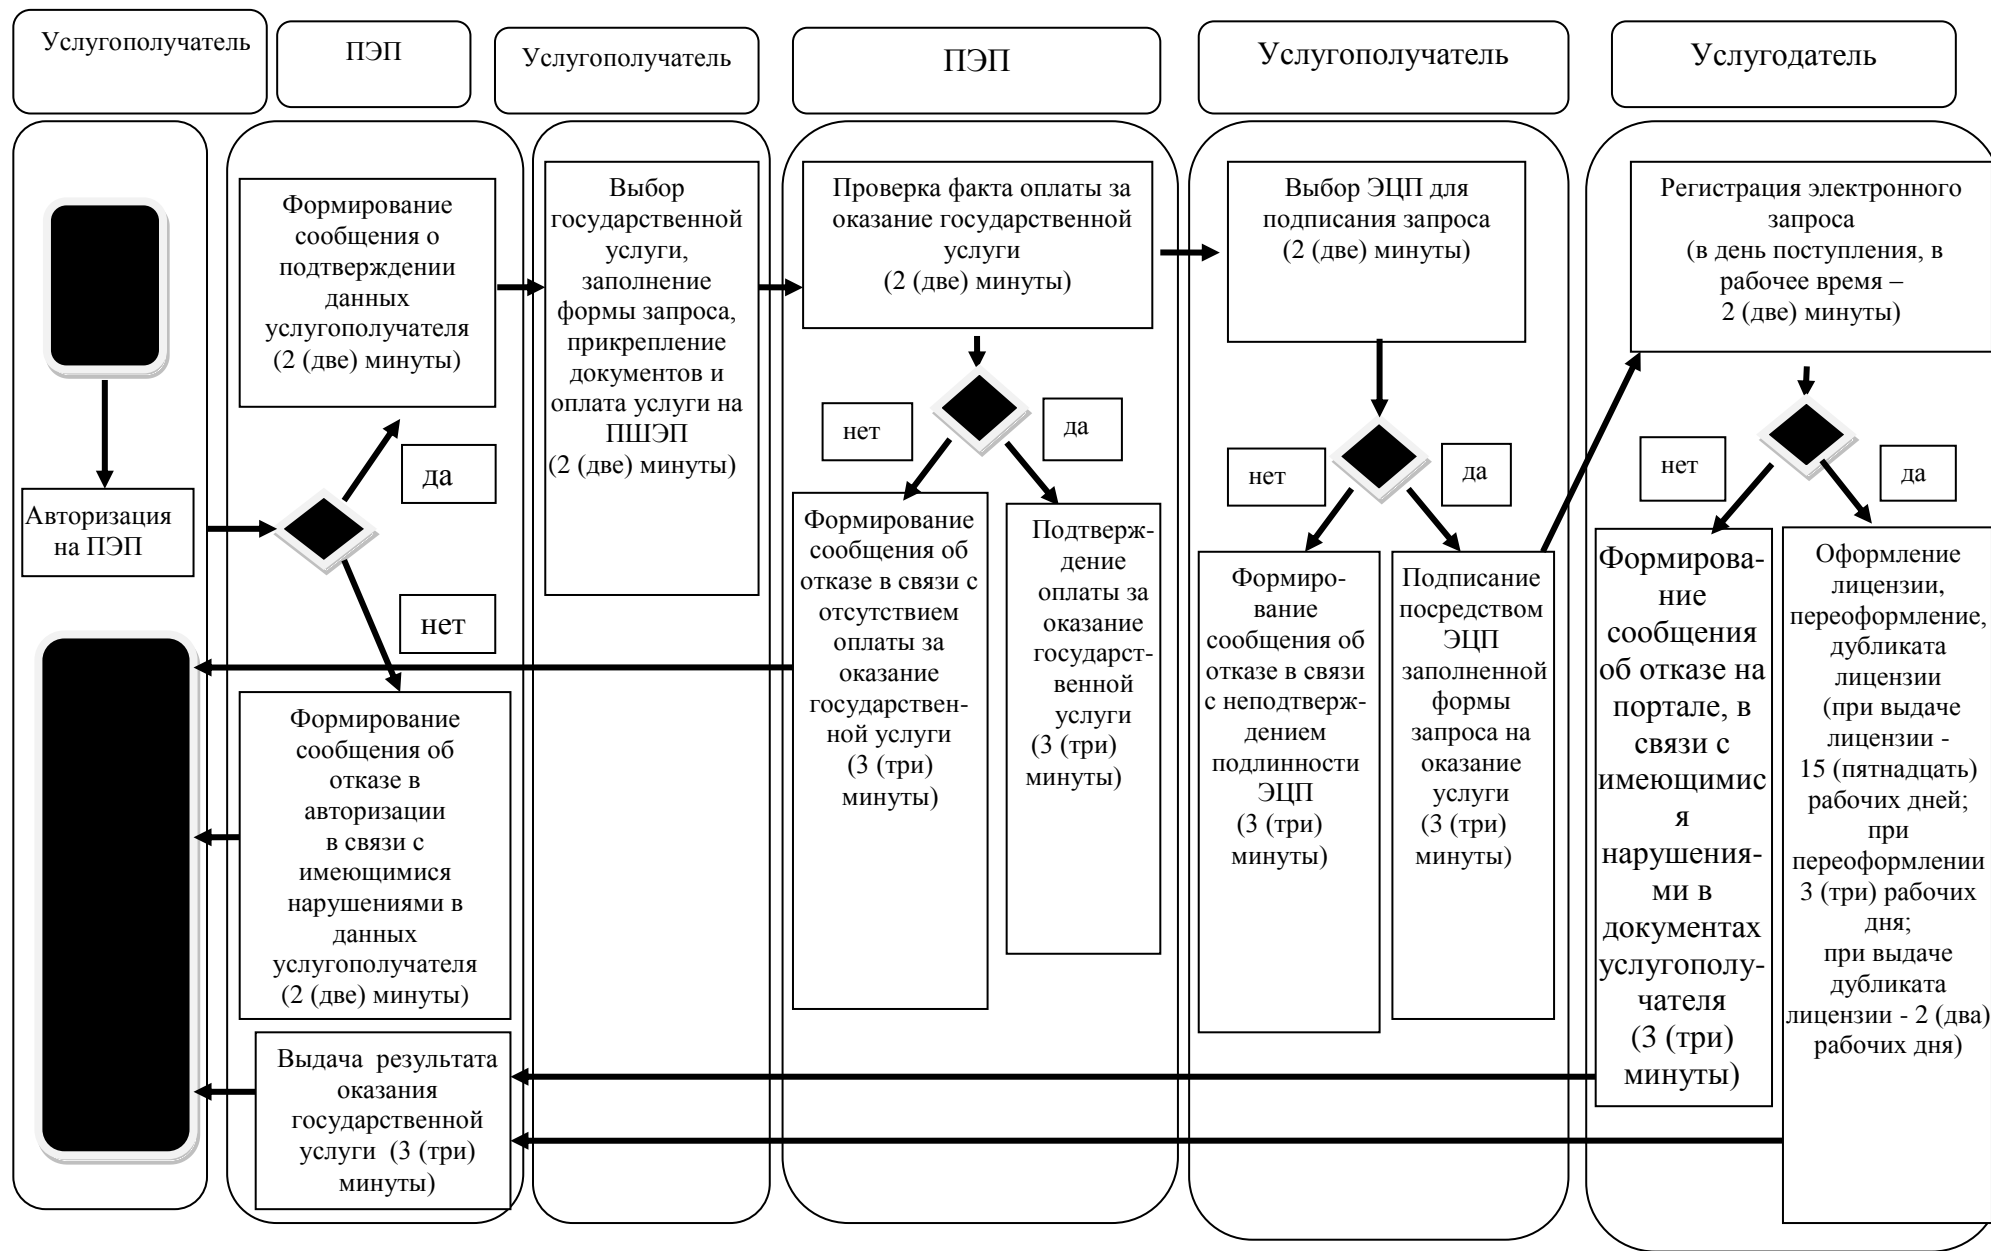 Услугополучатель
ПЭП
Услугополучатель
ПЭП
Услугополучатель
Услугодатель
Авторизация
на ПЭП
Формирование
сообщения о
подтверждении
данных
услугополучателя
(2 (две) минуты)
да
нет
Формирование
сообщения об
отказе в
авторизации
в связи с
имеющимися
нарушениями в
данных
услугополучателя
(2 (две) минуты)
Выдача результата
оказания
государственной
услуги (3 (три)
минуты)
Выбор
государственной
услуги,
заполнение
формы запроса,
прикрепление
документов и
оплата услуги на
ПШЭП
(2 (две) минуты)
Проверка факта оплаты за
оказание государственной
услуги
(2 (две) минуты)
нет
да
Формирование
сообщения об
отказе в связи с
отсутствием
оплаты за
оказание
государствен-
ной услуги
(3 (три)
минуты)
Подтверж-
дение
оплаты за
оказание
государст-
венной
услуги
(3 (три)
минуты)
Выбор ЭЦП для
подписания запроса
(2 (две) минуты)
нет
да
Формиро-
вание
сообщения об
отказе в связи
с неподтверж-
дением
подлинности
ЭЦП
(3 (три)
минуты)
Подписание
посредством
ЭЦП
заполненной
формы
запроса на
оказание
услуги
(3 (три)
минуты)
Регистрация электронного
запроса
(в день поступления, в
рабочее время –
2 (две) минуты)
нет
да
Формирова-
ние
сообщения
об отказе на
портале, в
связи с
имеющимис
я
нарушения-
ми в
документах
услугополу-
чателя
(3 (три)
минуты)
Оформление
лицензии,
переоформление,
дубликата
лицензии
(при выдаче
лицензии -
15 (пятнадцать)
рабочих дней;
при
переоформлении
3 (три) рабочих
дня;
при выдаче
дубликата
лицензии - 2 (два)
рабочих дня)